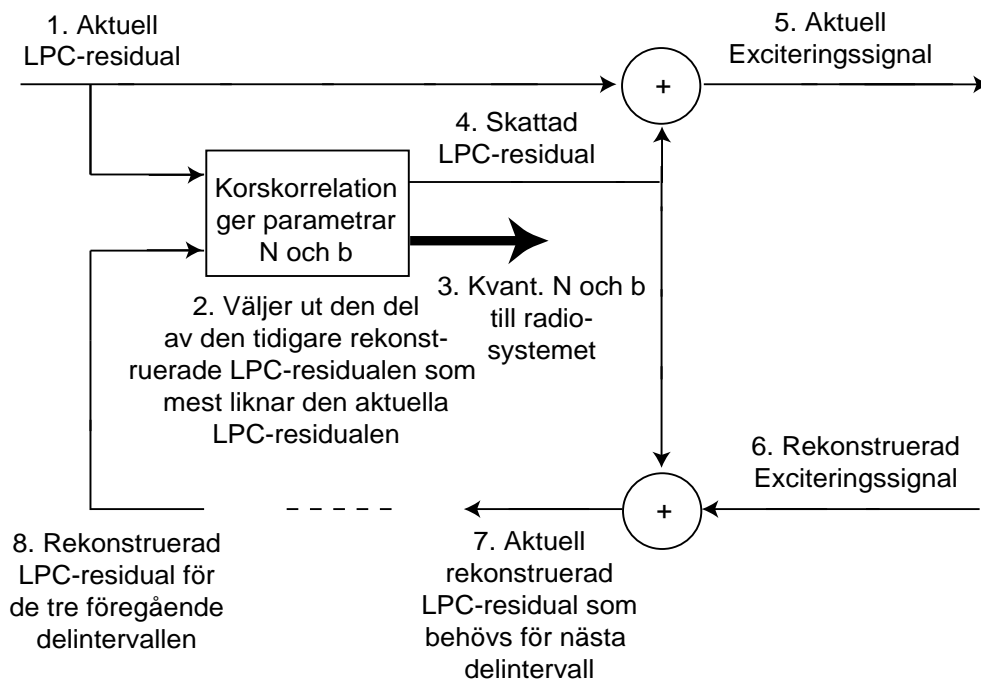 1. Aktuell
LPC-residual
5. Aktuell
Exciteringssignal
+
4. Skattad
LPC-residual
Korskorrelation
ger parametrar
N och b
3. Kvant. N och b
till radio-
systemet
2. Väljer ut den del
av den tidigare rekonst-
ruerade LPC-residualen som
mest liknar den aktuella
LPC-residualen
6. Rekonstruerad
Exciteringssignal
+
7. Aktuell
rekonstruerad
LPC-residual som
behövs för nästa
delintervall
8. Rekonstruerad
LPC-residual för
de tre föregående
delintervallen